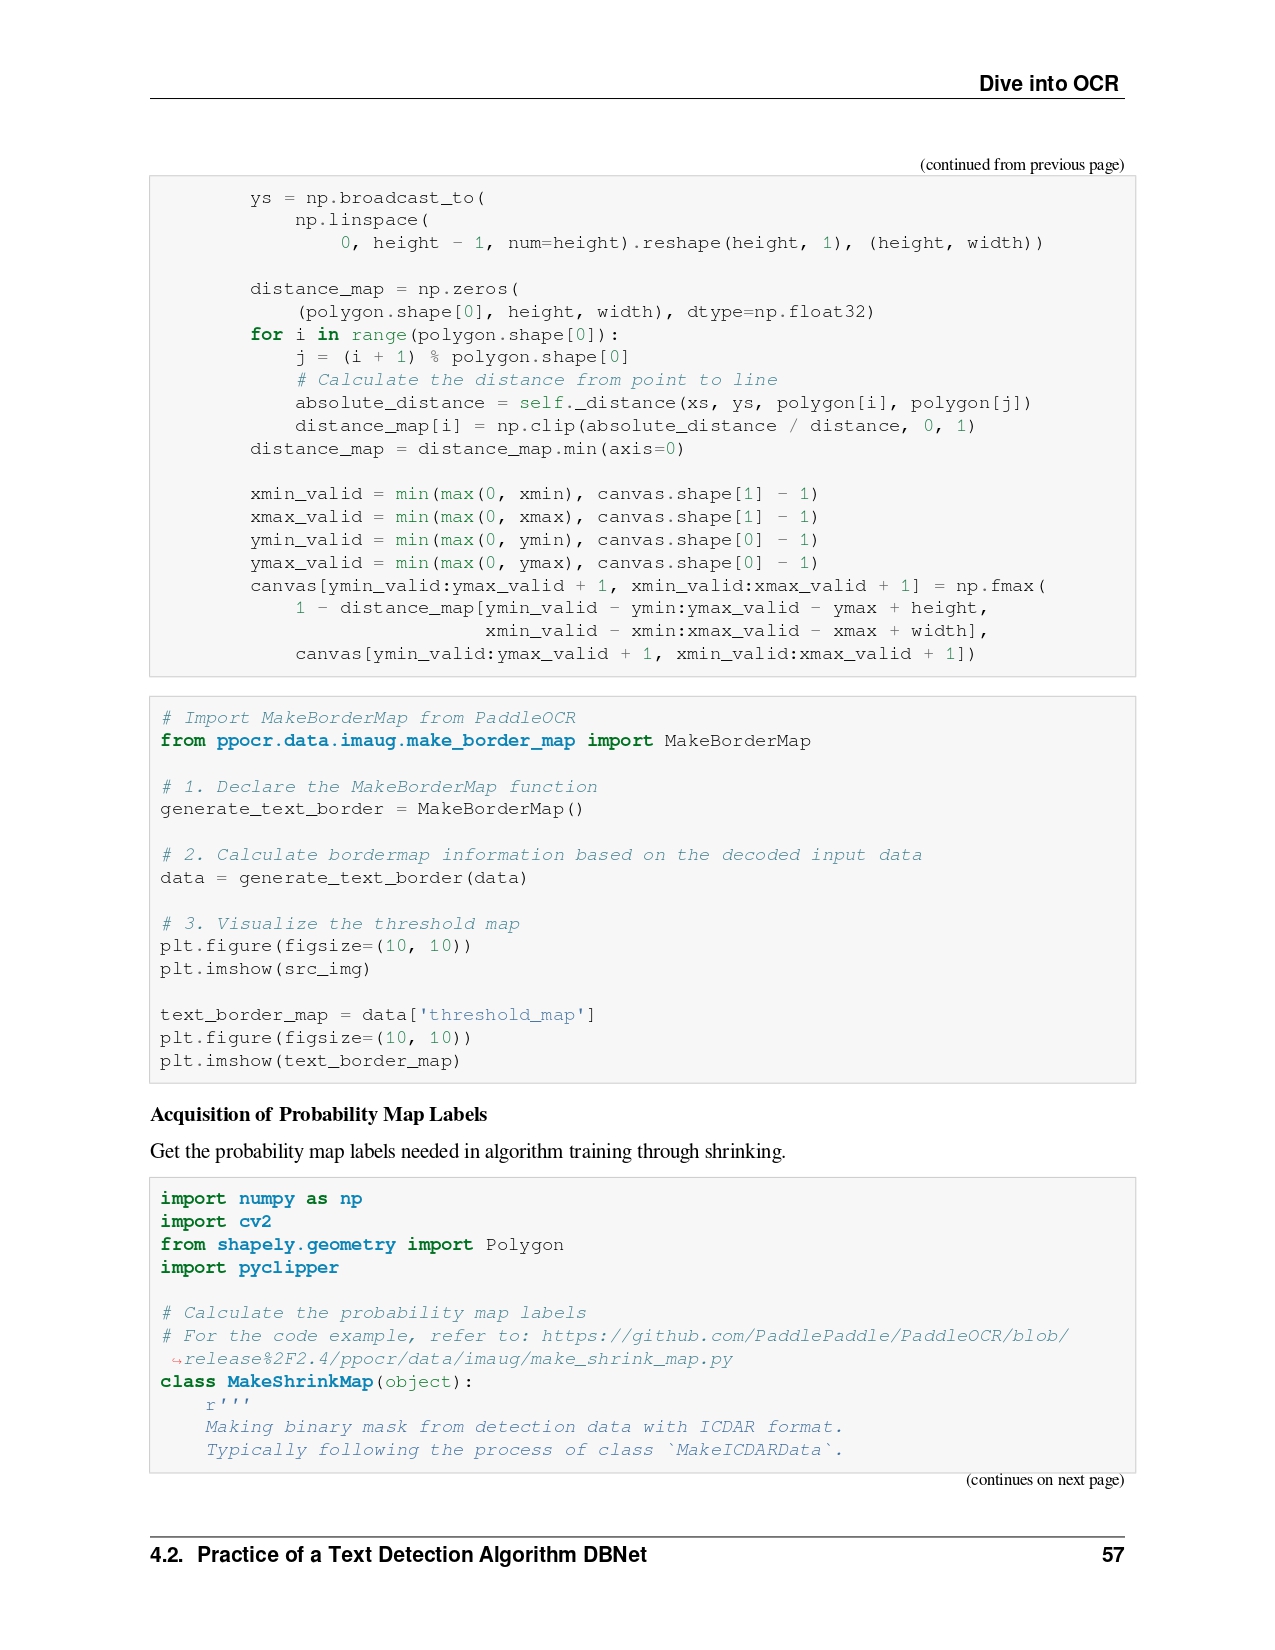 Dive into OCR
(continued from previous page)
        ys = np.broadcast_to(
            np.linspace(
                0, height - 1, num=height).reshape(height, 1), (height, width))

        distance_map = np.zeros(
            (polygon.shape[0], height, width), dtype=np.float32)
        for i in range(polygon.shape[0]):
            j = (i + 1) % polygon.shape[0]
            # Calculate the distance from point to line
            absolute_distance = self._distance(xs, ys, polygon[i], polygon[j])
            distance_map[i] = np.clip(absolute_distance / distance, 0, 1)
        distance_map = distance_map.min(axis=0)

        xmin_valid = min(max(0, xmin), canvas.shape[1] - 1)
        xmax_valid = min(max(0, xmax), canvas.shape[1] - 1)
        ymin_valid = min(max(0, ymin), canvas.shape[0] - 1)
        ymax_valid = min(max(0, ymax), canvas.shape[0] - 1)
        canvas[ymin_valid:ymax_valid + 1, xmin_valid:xmax_valid + 1] = np.fmax(
            1 - distance_map[ymin_valid - ymin:ymax_valid - ymax + height,
                             xmin_valid - xmin:xmax_valid - xmax + width],
            canvas[ymin_valid:ymax_valid + 1, xmin_valid:xmax_valid + 1])

# Import MakeBorderMap from PaddleOCR
from ppocr.data.imaug.make_border_map import MakeBorderMap

# 1. Declare the MakeBorderMap function
generate_text_border = MakeBorderMap()

# 2. Calculate bordermap information based on the decoded input data
data = generate_text_border(data)

# 3. Visualize the threshold map
plt.figure(figsize=(10, 10))
plt.imshow(src_img)

text_border_map = data['threshold_map']
plt.figure(figsize=(10, 10))
plt.imshow(text_border_map)

Acquisition of Probability Map Labels
Get the probability map labels needed in algorithm training through shrinking.

import numpy as np
import cv2
from shapely.geometry import Polygon
import pyclipper

# Calculate the probability map labels
# For the code example, refer to: https://github.com/PaddlePaddle/PaddleOCR/blob/
↪release%2F2.4/ppocr/data/imaug/make_shrink_map.py
class MakeShrinkMap(object):
    r'''
    Making binary mask from detection data with ICDAR format.
    Typically following the process of class `MakeICDARData`.
(continues on next page)
4.2. Practice of a Text Detection Algorithm DBNet 57